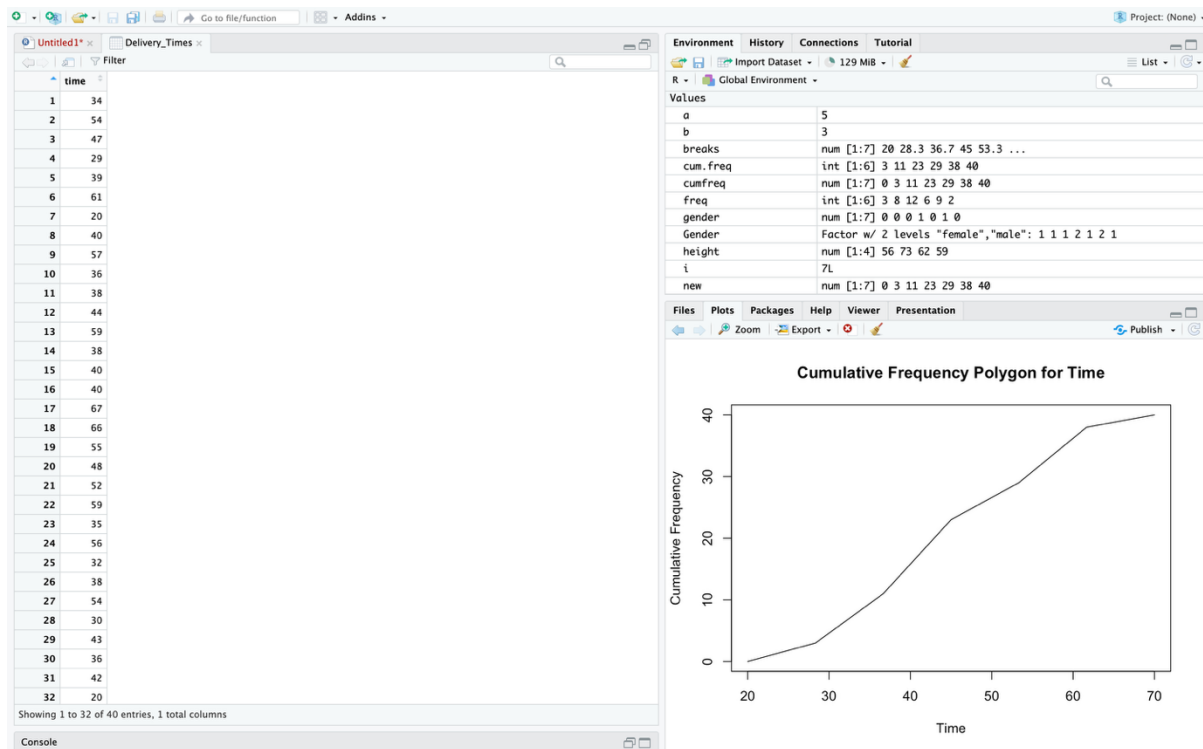 Go to file/function
Addins
Project: (None)
Untitled1*
Delivery_Times
Filter
time
1 34
2 54
3 47
4 29
5 39
6 61
7 20
8 40
9 57
10 36
11 38
12 44
13 59
14 38
15 40
16 40
17 67
18 66
19 55
20 48
21 52
22 59
23 35
24 56
25 32
26 38
27 54
28 30
29 43
30 36
31 42
32 20
Showing 1 to 32 of 40 entries, 1 total columns
Console
Environment History Connections Tutorial
Import Dataset 129 MiB List
R Global Environment
Values
a 5
b 3
breaks num [1:7] 20 28.3 36.7 45 53.3 ...
cum.freq int [1:6] 3 11 23 29 38 40
cumfreq num [1:7] 0 3 11 23 29 38 40
freq int [1:6] 3 8 12 6 9 2
gender num [1:7] 0 0 0 1 0 1 0
Gender Factor w/ 2 levels "female","male": 1 1 1 2 1 2 1
height num [1:4] 56 73 62 59
i 7L
new num [1:7] 0 3 11 23 29 38 40
Files Plots Packages Help Viewer Presentation
Zoom Export Publish
Cumulative Frequency Polygon for Time
Cumulative Frequency
40
30
20
10
0
20 30 40 50 60 70
Time